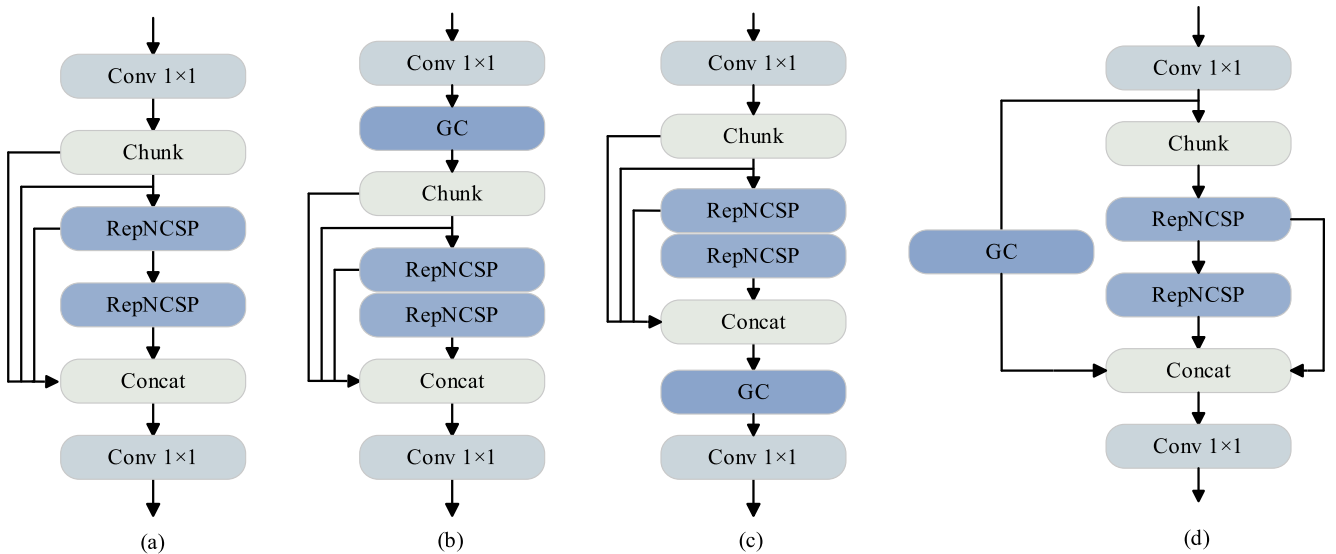 Conv 1×1
Chunk
RepNCSP
RepNCSP
Concat
Conv 1×1
(a)
Conv 1×1
GC
Chunk
RepNCSP
RepNCSP
Concat
Conv 1×1
(b)
Conv 1×1
Chunk
RepNCSP
RepNCSP
Concat
GC
Conv 1×1
(c)
Conv 1×1
Chunk
RepNCSP
GC
RepNCSP
Concat
Conv 1×1
(d)